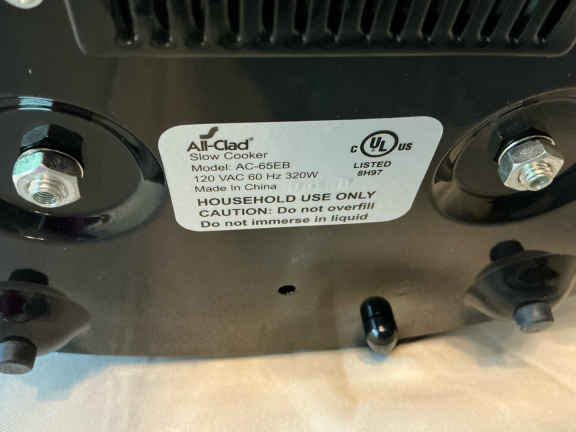 All-Clad®
Slow Cooker
Model: AC-65EB
120 VAC 60 Hz 320W
Made in China
HOUSEHOLD USE ONLY
CAUTION: Do not overfill
Do not immerse in liquid
C UL US
LISTED
8H97